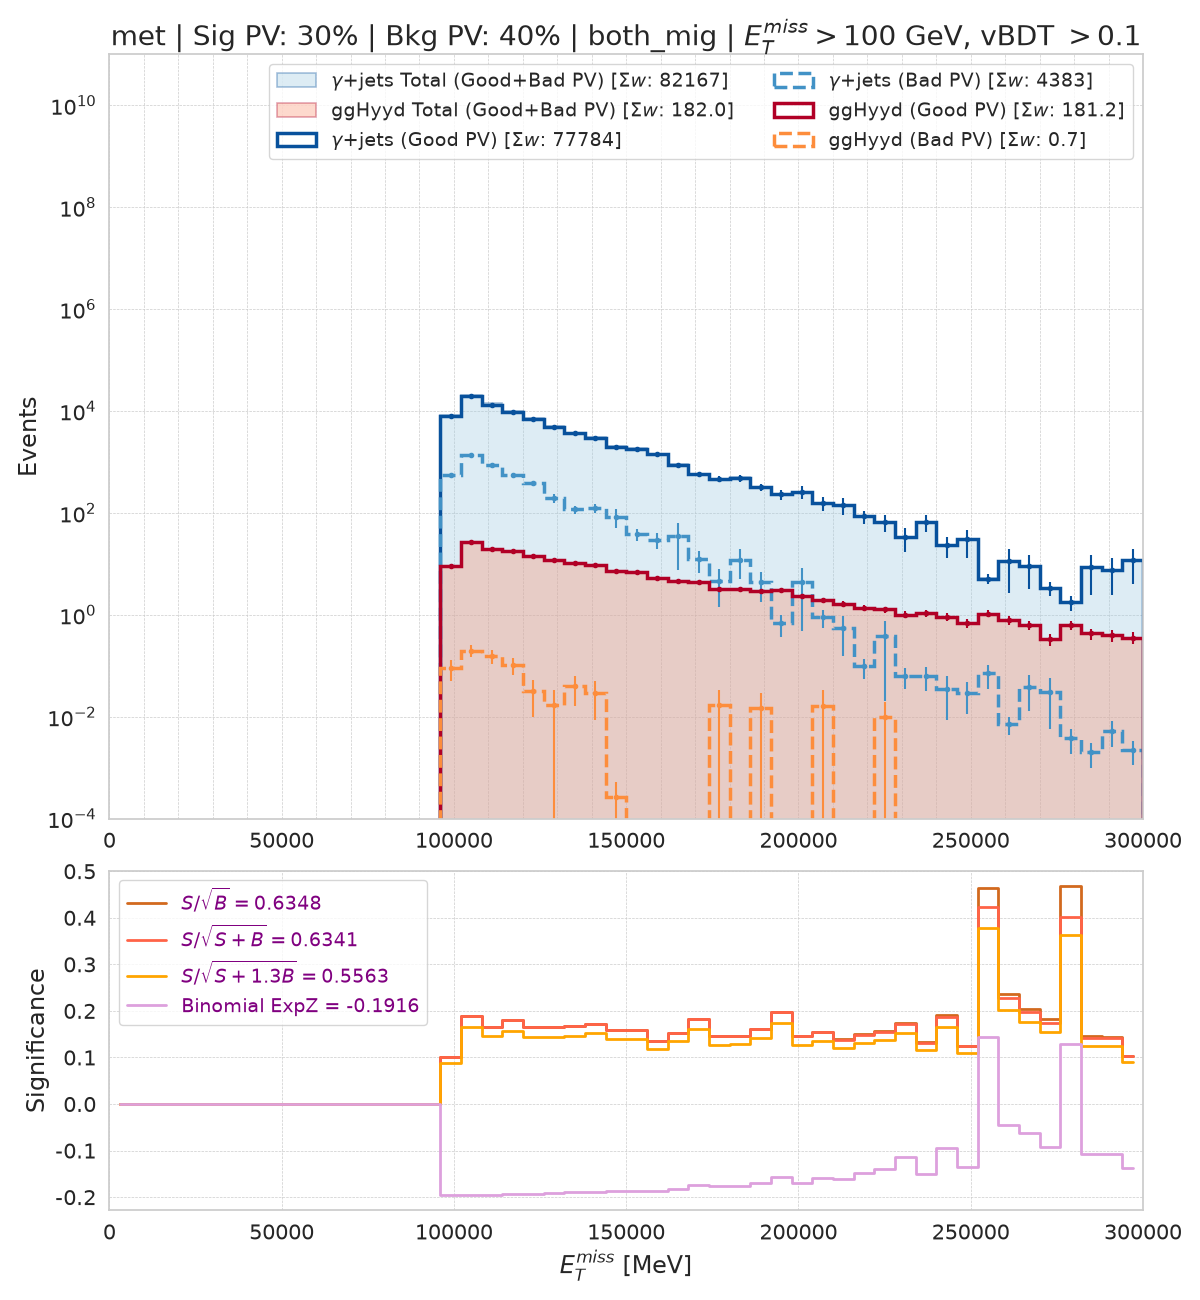 met | Sig PV: 30% | Bkg PV: 40% | both_mig | E_T^{miss} > 100 GeV, vBDT > 0.1
γ+jets Total (Good+Bad PV) [Σw: 82167]
ggHyyd Total (Good+Bad PV) [Σw: 182.0]
γ+jets (Good PV) [Σw: 77784]
γ+jets (Bad PV) [Σw: 4383]
ggHyyd (Good PV) [Σw: 181.2]
ggHyyd (Bad PV) [Σw: 0.7]
Events
10^{10}
10^{8}
10^{6}
10^{4}
10^{2}
10^{0}
10^{−2}
10^{−4}
0 50000 100000 150000 200000 250000 300000
Significance
0.5
0.4
0.3
0.2
0.1
0.0
-0.1
-0.2
S/√B = 0.6348
S/√S + B = 0.6341
S/√S + 1.3B = 0.5563
Binomial ExpZ = -0.1916
0 50000 100000 150000 200000 250000 300000
E_T^{miss} [MeV]